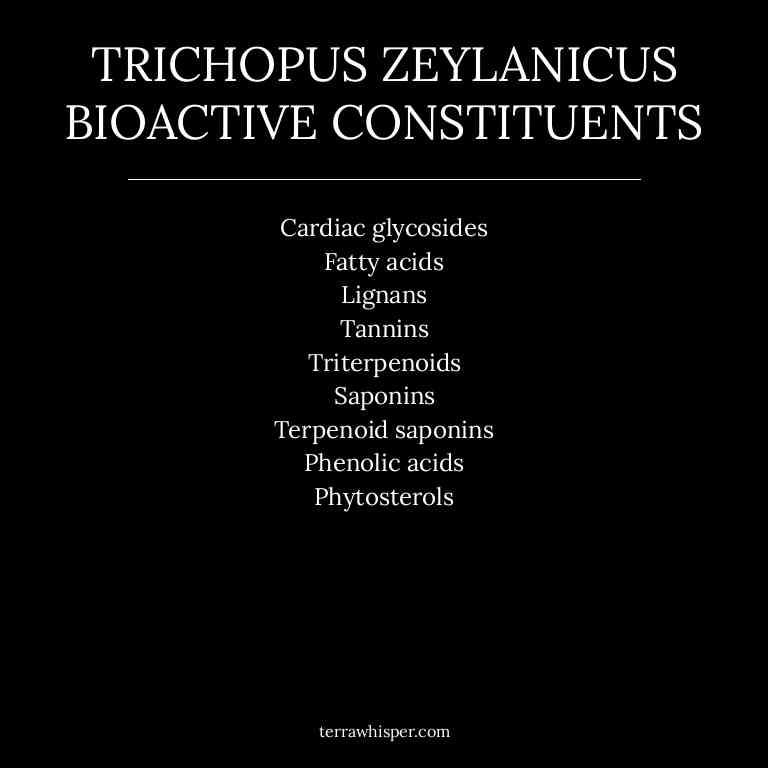 TRICHOPUS ZEYLANICUS
BIOACTIVE CONSTITUENTS
Cardiac glycosides
Fatty acids
Lignans
Tannins
Triterpenoids
Saponins
Terpenoid saponins
Phenolic acids
Phytosterols
terrawhisper.com